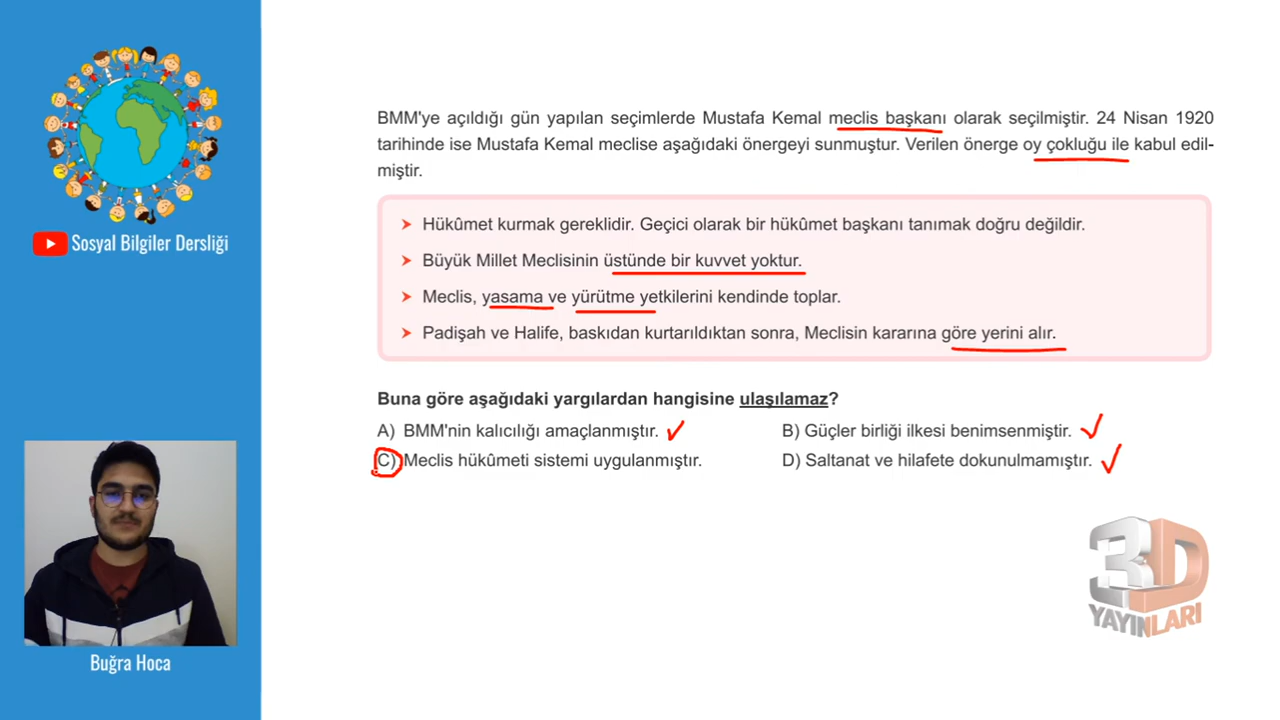 Sosyal Bilgiler Dersliği
Buğra Hoca
BMM'ye açıldığı gün yapılan seçimlerde Mustafa Kemal meclis başkanı olarak seçilmiştir. 24 Nisan 1920
tarihinde ise Mustafa Kemal meclise aşağıdaki önergeyi sunmuştur. Verilen önerge oy çokluğu ile kabul edil-
miştir.
➤ Hükûmet kurmak gereklidir. Geçici olarak bir hükûmet başkanı tanımak doğru değildir.
➤ Büyük Millet Meclisinin üstünde bir kuvvet yoktur.
➤ Meclis, yasama ve yürütme yetkilerini kendinde toplar.
➤ Padişah ve Halife, baskıdan kurtarıldıktan sonra, Meclisin kararına göre yerini alır.
Buna göre aşağıdaki yargılardan hangisine ulaşılamaz?
A) BMM'nin kalıcılığı amaçlanmıştır.
B) Güçler birliği ilkesi benimsenmiştir.
C) Meclis hükûmeti sistemi uygulanmıştır.
D) Saltanat ve hilafete dokunulmamıştır.
3D
YAYINLARI